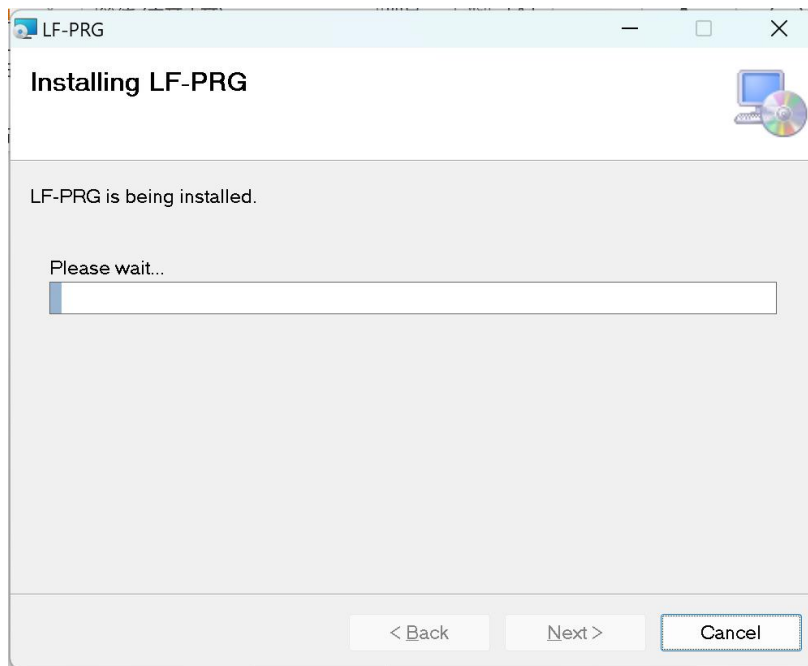 LF-PRG
Installing LF-PRG
LF-PRG is being installed.
Please wait...
< Back
Next >
Cancel